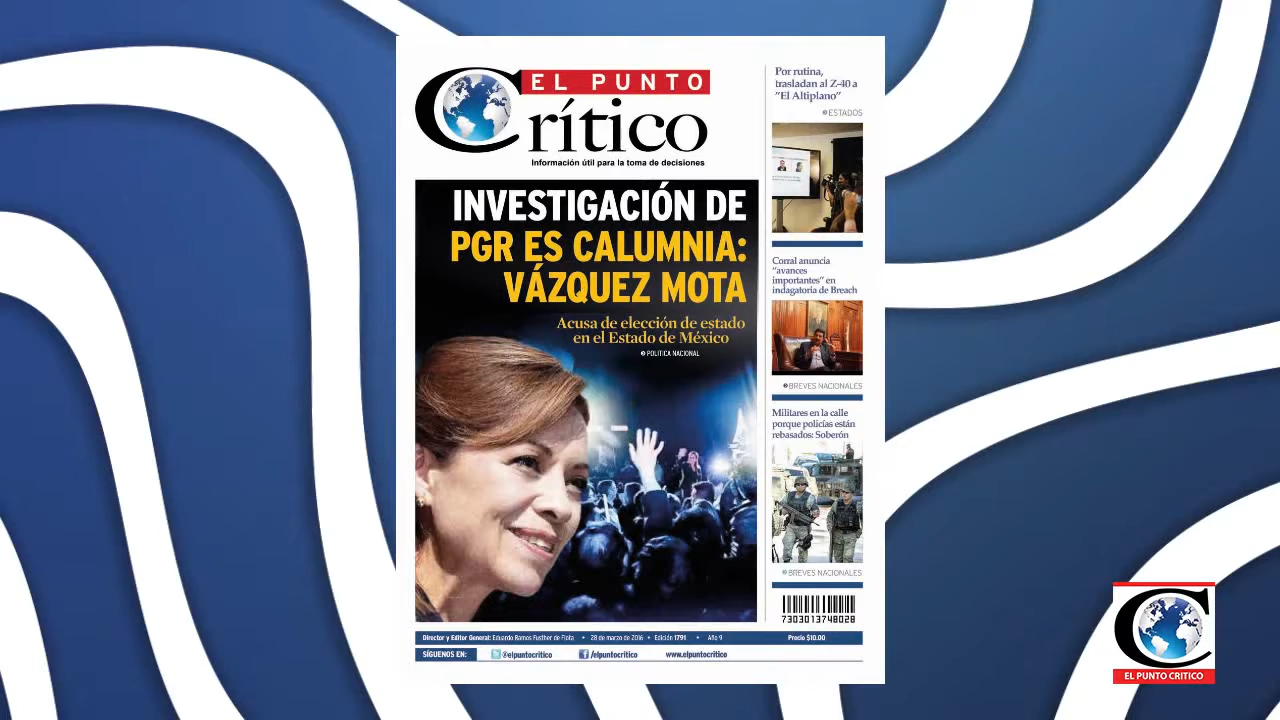 EL PUNTO
Crítico
Información útil para la toma de decisiones
INVESTIGACIÓN DE
PGR ES CALUMNIA:
VÁZQUEZ MOTA
Acusa de elección de estado
en el Estado de México
POLÍTICA NACIONAL
Por rutina,
trasladan al Z-40 a
"El Altiplano"
ESTADOS
Corral anuncia
"avances
importantes" en
indagatoria de Breach
BREVES NACIONALES
Militares en la calle
porque policías están
rebasados: Soberón
BREVES NACIONALES
7303013748028
Director y Editor General: Eduardo Ramos Fusther de Flota • 28 de marzo de 2016 • Edición 1791 • Año 9 Precio $10.00
SÍGUENOS EN: @elpuntocritico /elpuntocritico www.elpuntocritico
EL PUNTO CRITICO